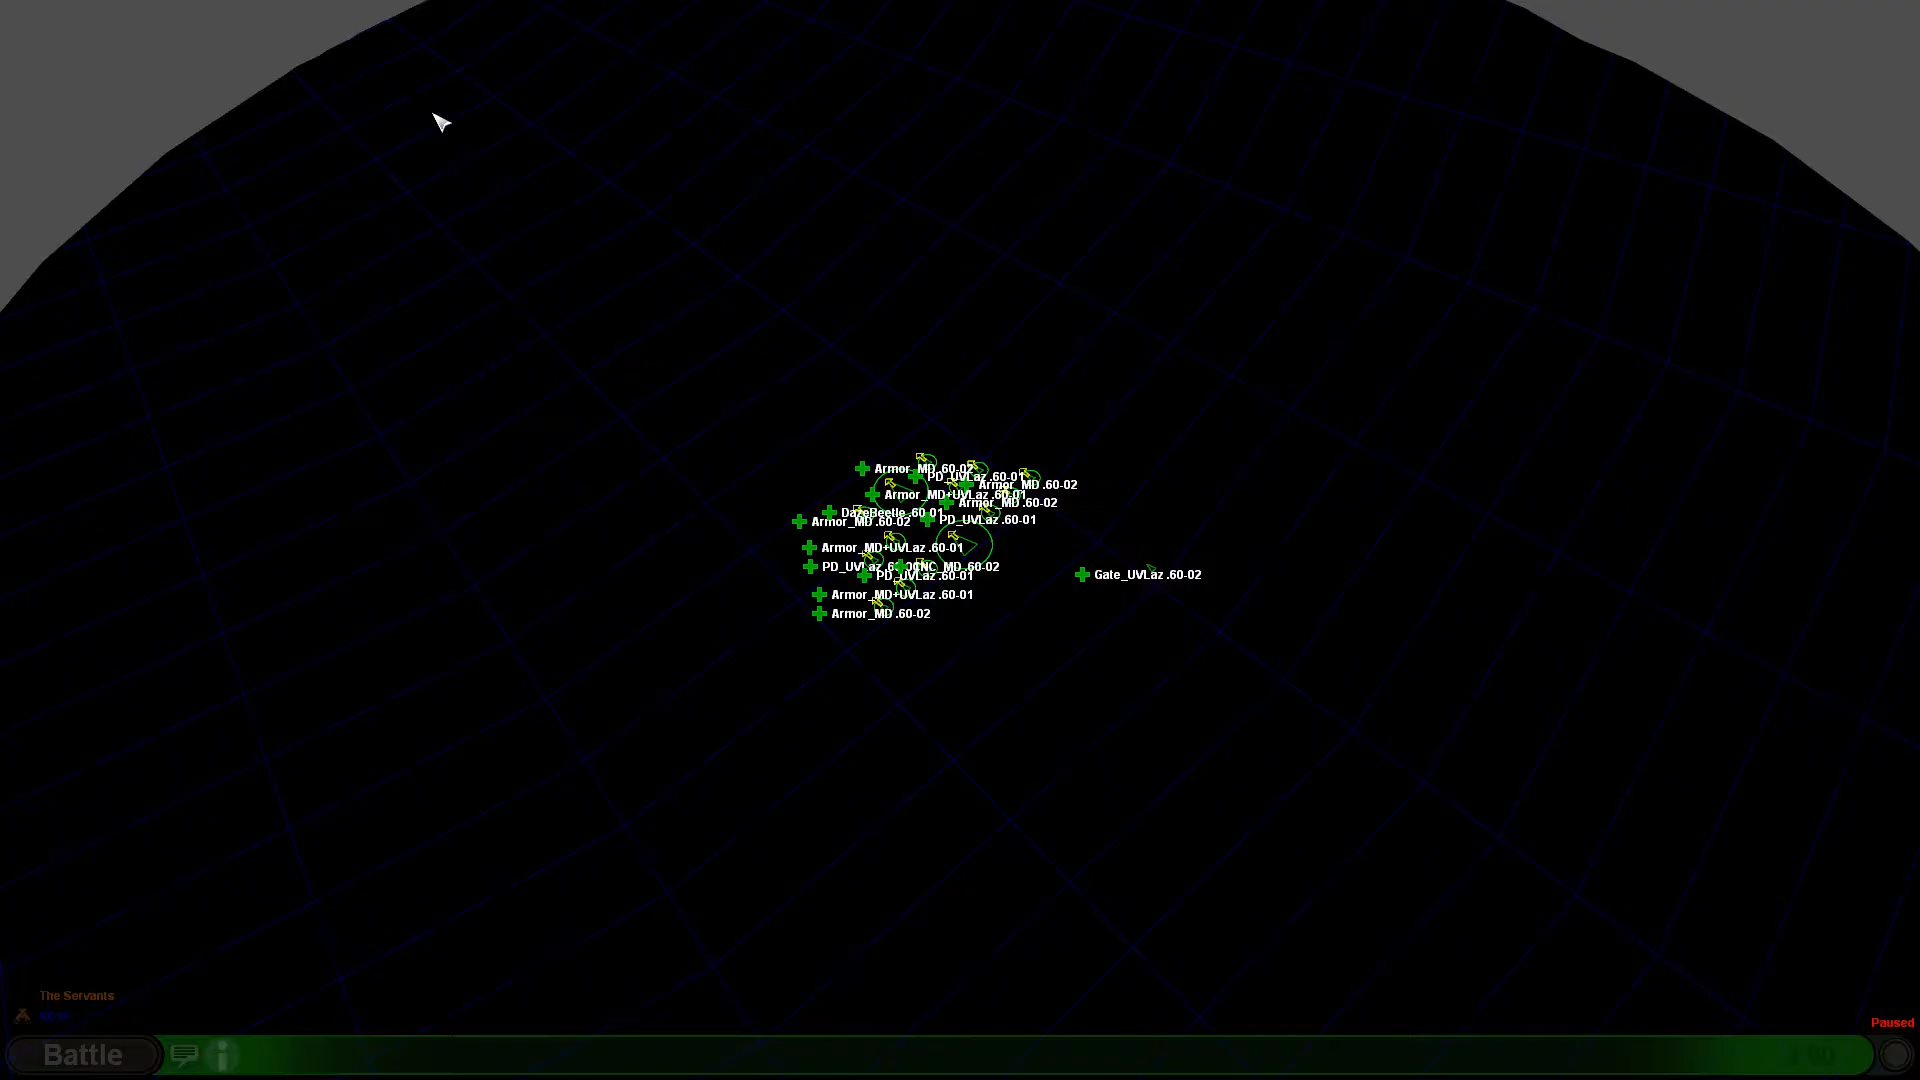 Armor_MD .60-02
PD_UVLaz .60-01
Armor_MD .60-02
Armor_MD+UVLaz .60-01
Armor_MD .60-02
DazeBeetle .60-01
PD_UVLaz .60-01
Armor_MD .60-02
Armor_MD+UVLaz .60-01
PD_UVLaz
CNC_MD .60-02
PD_UVLaz .60-01
Gate_UVLaz .60-02
Armor_MD+UVLaz .60-01
Armor_MD .60-02
The Servants
Paused
Battle